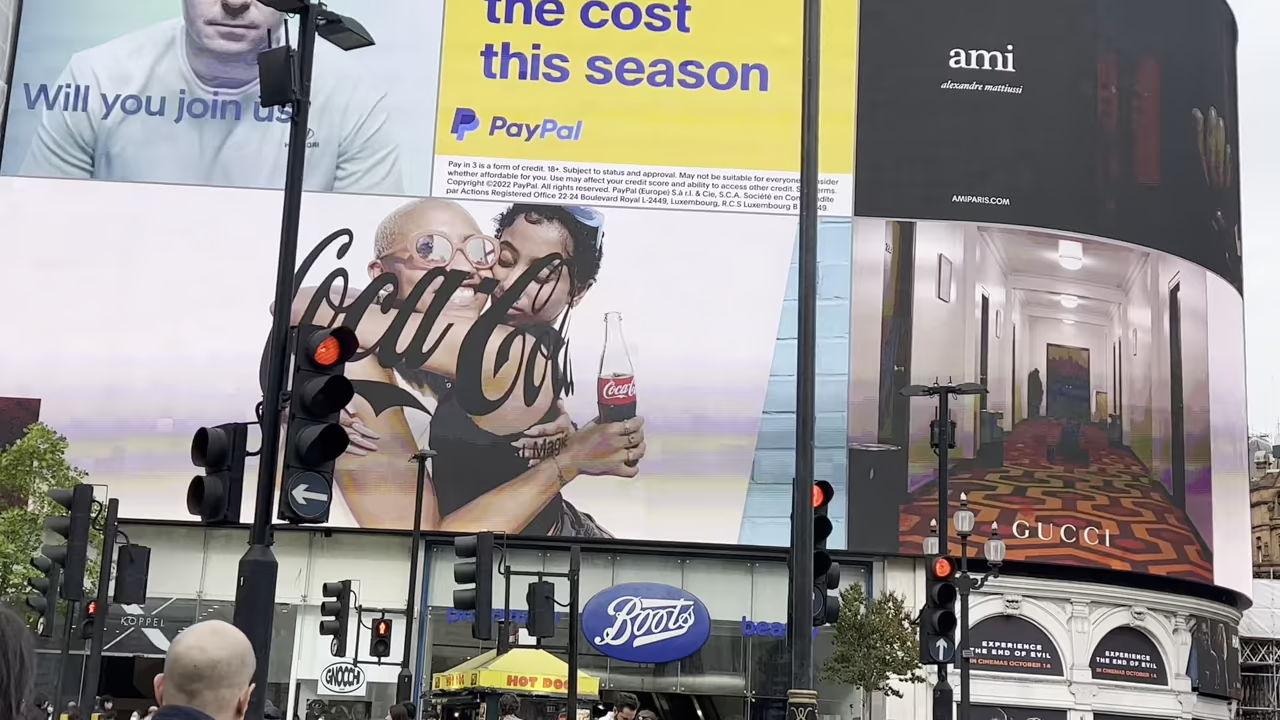 the cost
this season
PayPal
Pay in 3 is a form of credit. 18+. Subject to status and approval. May not be suitable for everyone
whether affordable for you. Use may affect your credit score and ability to access other credit.
Copyright ©2022 PayPal. All rights reserved. PayPal (Europe) S.à r.l. & Cie, S.C.A. Société en
par Actions Registered Office 22-24 Boulevard Royal L-2449, Luxembourg, R.C.S Luxembourg B
Will you join us
ami
alexandre mattiussi
AMIPARIS.COM
Coca-Cola
Coca-Cola
GUCCI
KOPPEL
Boots
GNOCCHI
HOT DOG
EXPERIENCE
THE END OF EVIL
IN CINEMAS OCTOBER 14
EXPERIENCE
THE END OF EVIL
IN CINEMAS OCTOBER 14